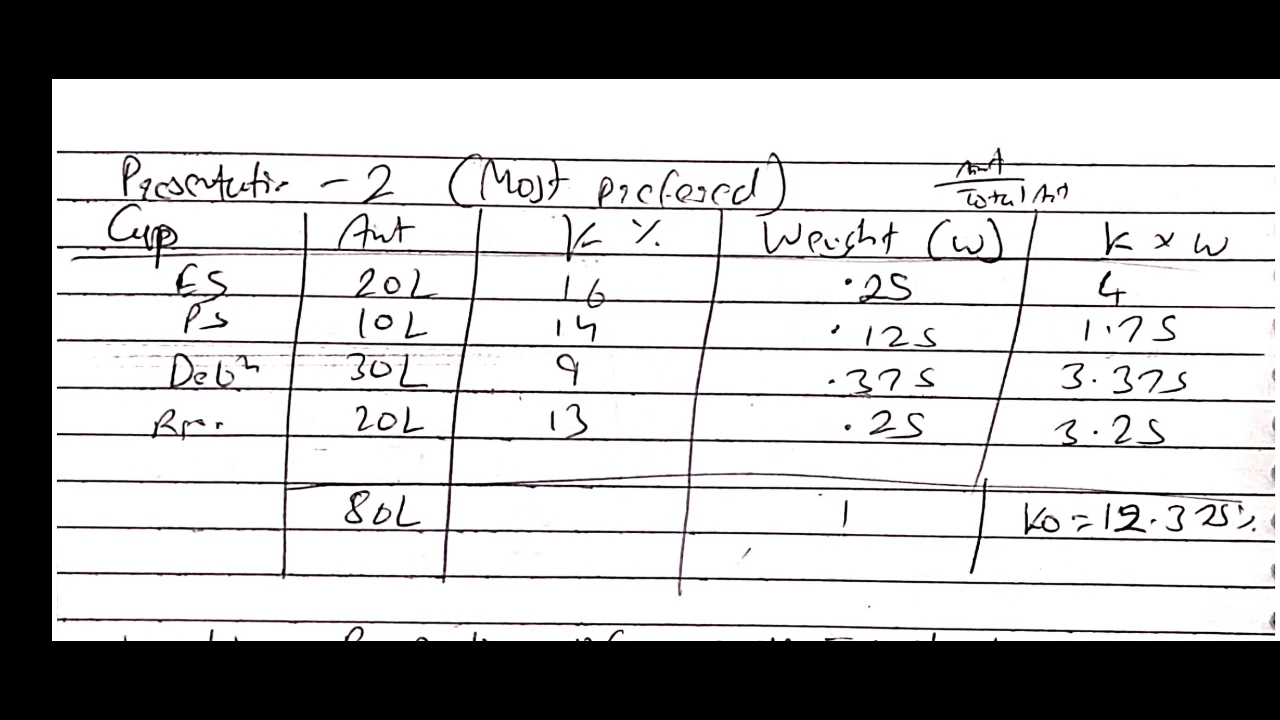 Presentation - 2 (Most preferred) Amt / Total Amt
Amt K % Weight (w) K × w
ES 20L 16 .25 4
PS 10L 14 .125 1.75
Deb 30L 9 .375 3.375
20L 13 .25 3.25
80L 1 Ko = 12.375%